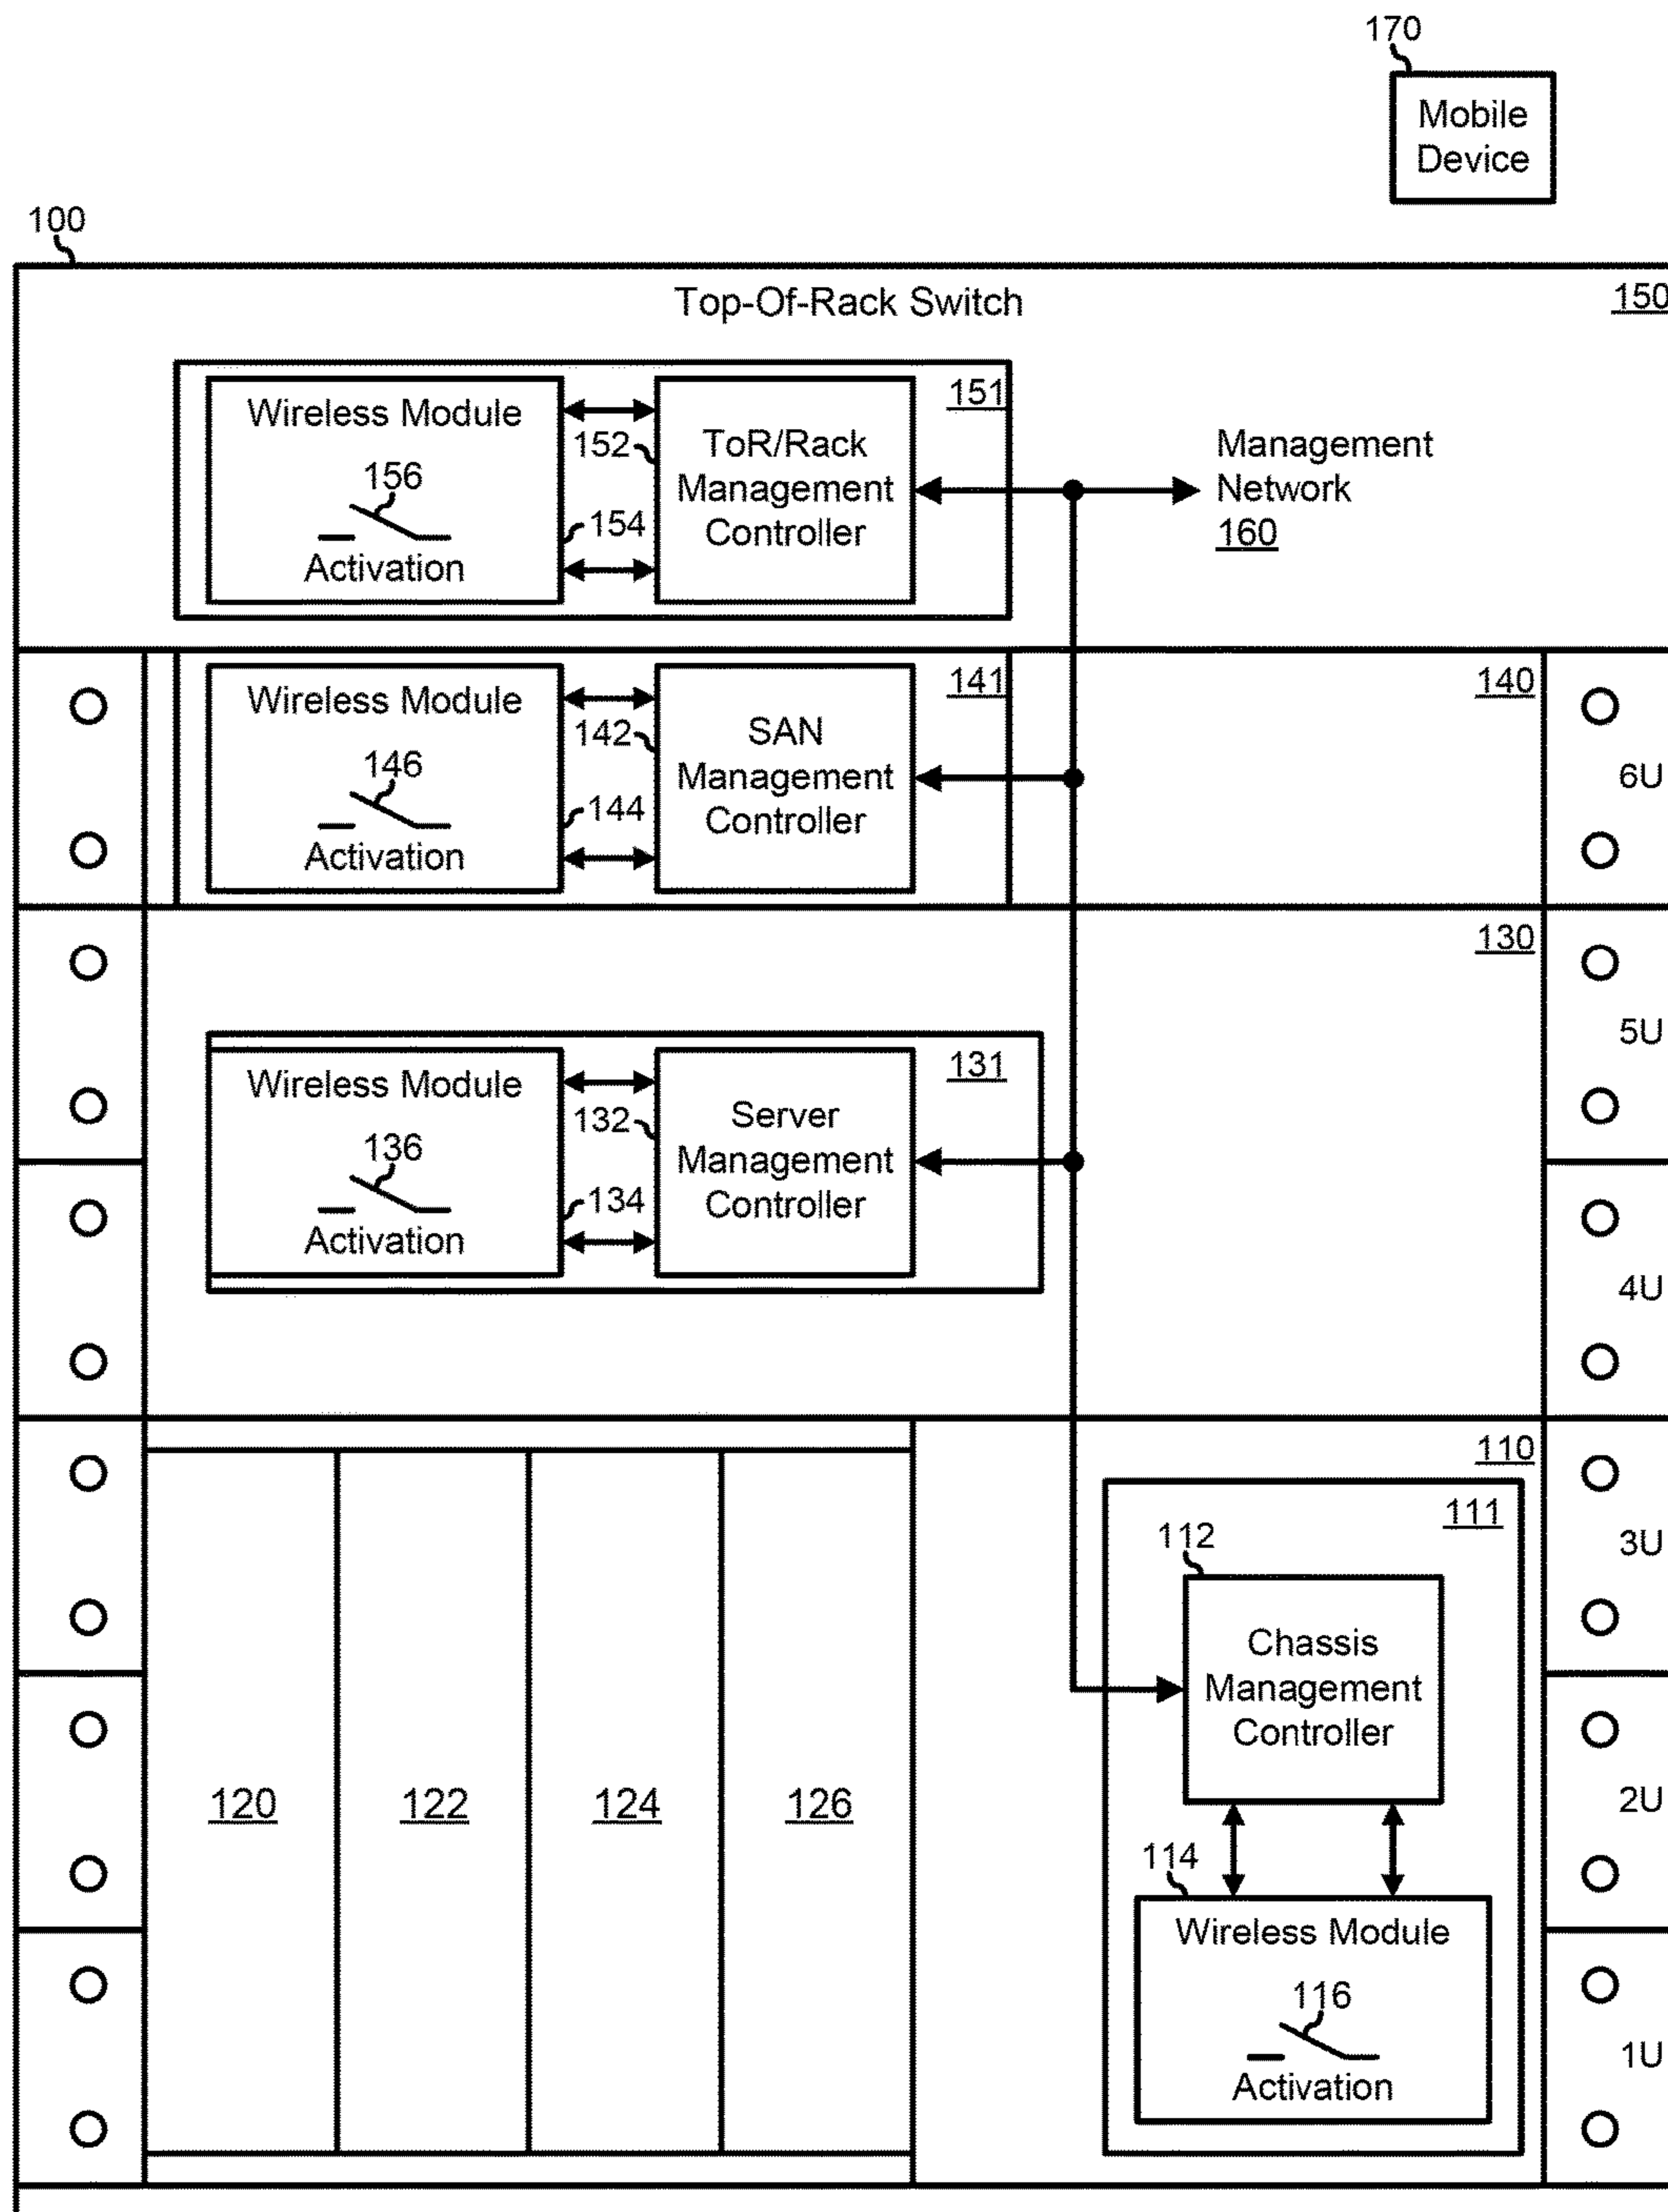 170
Mobile
Device
100
Top-Of-Rack Switch
150
Wireless Module
156
Activation
152
154
ToR/Rack
Management
Controller
151
Management
Network
160
Wireless Module
146
Activation
142
144
SAN
Management
Controller
141
140
6U
130
5U
Wireless Module
136
Activation
132
134
Server
Management
Controller
131
4U
110
111
3U
112
Chassis
Management
Controller
120
122
124
126
2U
114
Wireless Module
116
Activation
1U